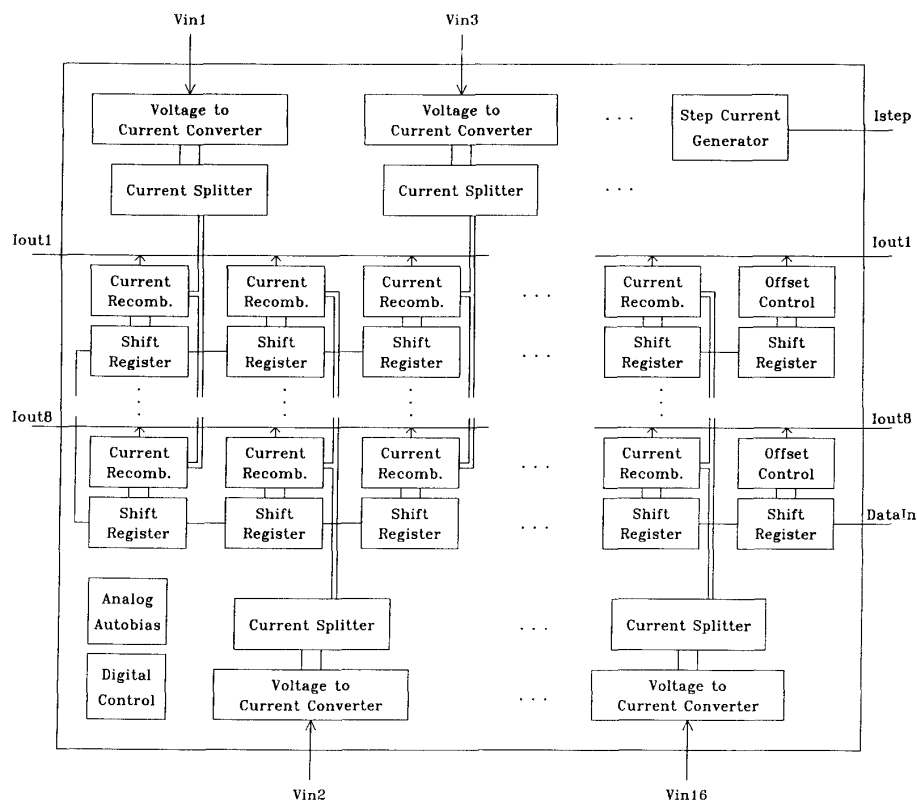 Vin1
Vin3
Voltage to
Current Converter
Voltage to
Current Converter
. . .
Step Current
Generator
Istep
Current Splitter
Current Splitter
. . .
Iout1
Iout1
Current
Recomb.
Current
Recomb.
Current
Recomb.
. . .
Current
Recomb.
Offset
Control
Shift
Register
Shift
Register
Shift
Register
. . .
Shift
Register
Shift
Register
Iout8
Iout8
Current
Recomb.
Current
Recomb.
Current
Recomb.
. . .
Current
Recomb.
Offset
Control
Shift
Register
Shift
Register
Shift
Register
. . .
Shift
Register
Shift
Register
DataIn
Analog
Autobias
Current Splitter
. . .
Current Splitter
Digital
Control
Voltage to
Current Converter
. . .
Voltage to
Current Converter
Vin2
Vin16